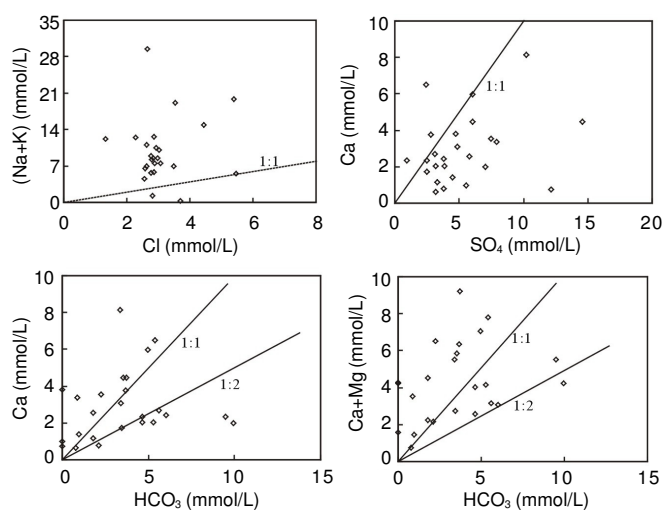 35
28
21
14
7
0
(Na+K) (mmol/L)
1:1
0 2 4 6 8
Cl (mmol/L)
10
8
6
4
2
0
Ca (mmol/L)
1:1
0 5 10 15 20
SO₄ (mmol/L)
10
8
6
4
2
0
Ca (mmol/L)
1:1
1:2
0 5 10 15
HCO₃ (mmol/L)
10
8
6
4
2
0
Ca+Mg (mmol/L)
1:1
1:2
0 5 10 15
HCO₃ (mmol/L)